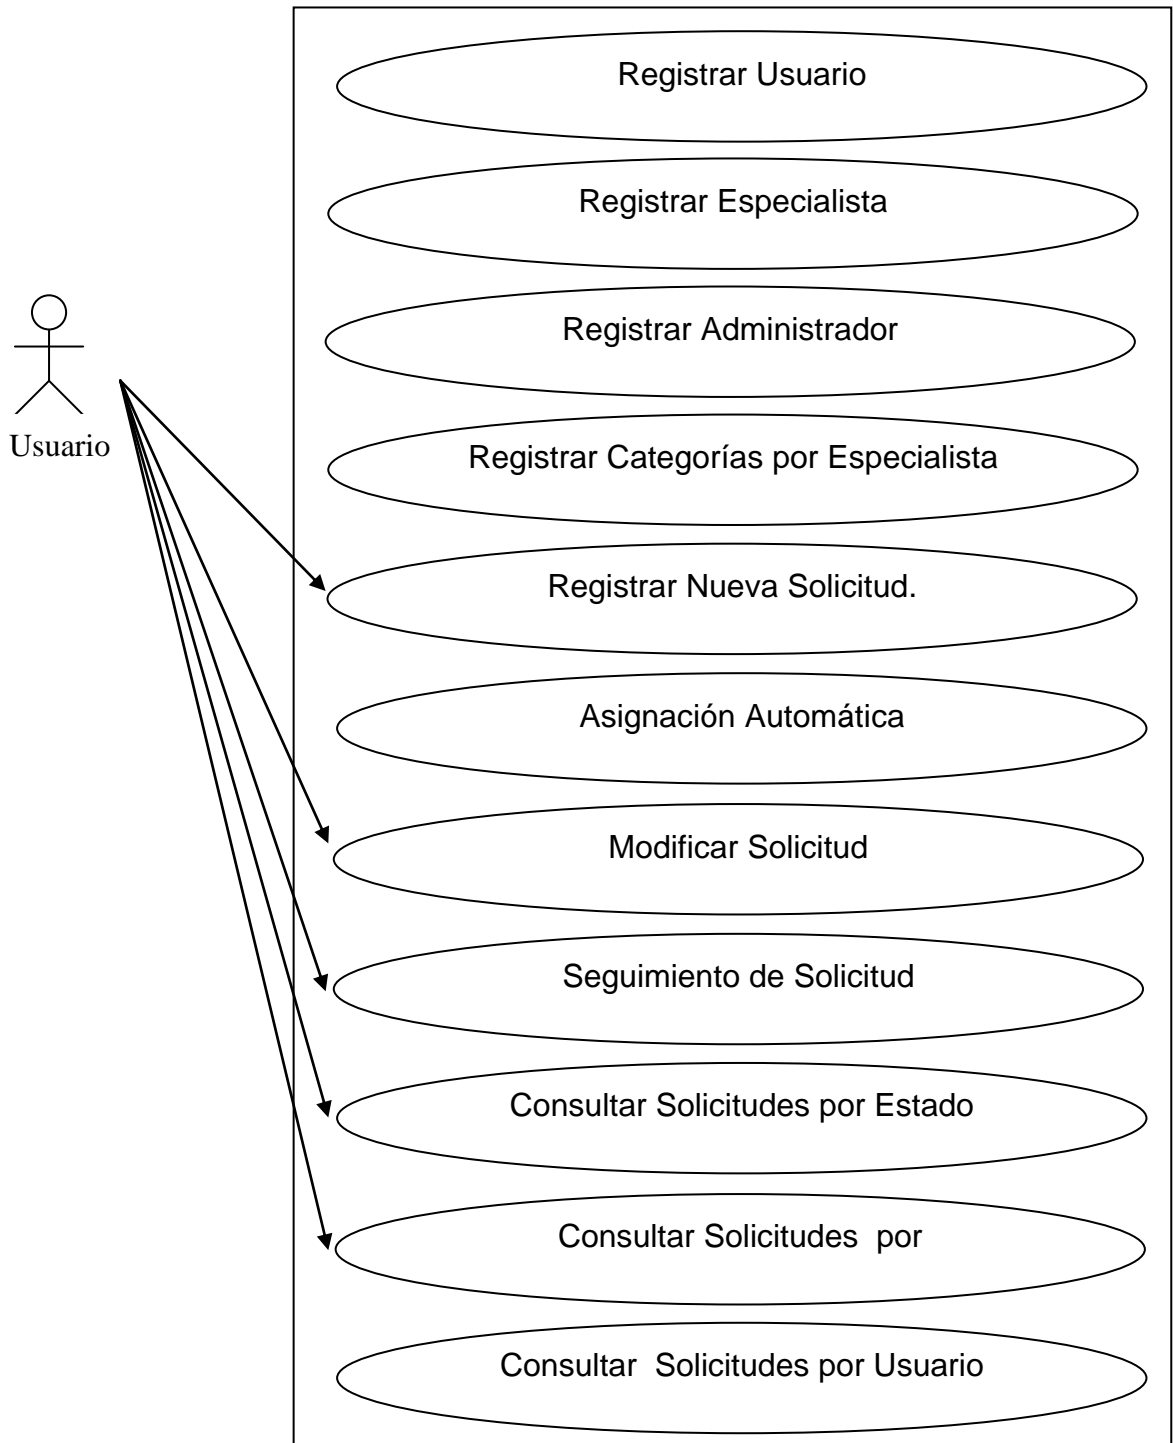 Registrar Usuario
Registrar Especialista
Registrar Administrador
Usuario
Registrar Categorías por Especialista
Registrar Nueva Solicitud.
Asignación Automática
Modificar Solicitud
Seguimiento de Solicitud
Consultar Solicitudes por Estado
Consultar Solicitudes  por
Consultar  Solicitudes por Usuario